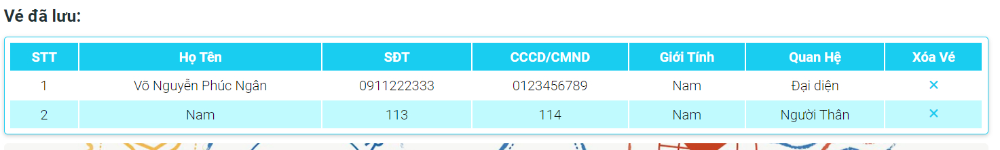 Vé đã lưu:
STT Họ Tên SĐT CCCD/CMND Giới Tính Quan Hệ Xóa Vé
1 Võ Nguyễn Phúc Ngân 0911222333 0123456789 Nam Đại diện ×
2 Nam 113 114 Nam Người Thân ×